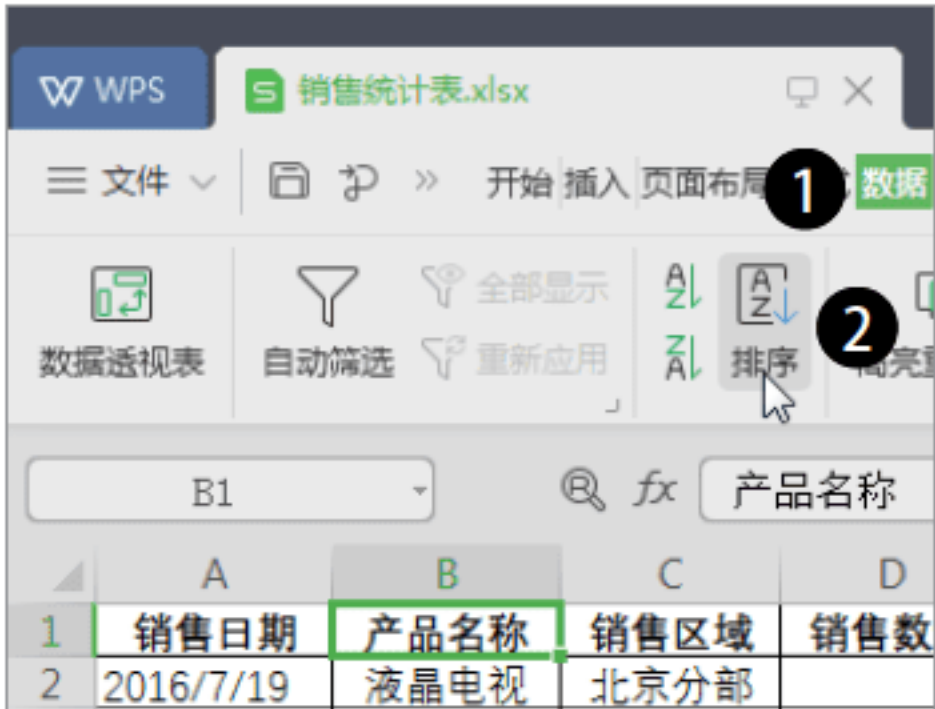 WPS 销售统计表.xlsx
文件 开始 插入 页面布局 1 数据
全部显示
重新应用
数据透视表 自动筛选 排序 2
B1 fx 产品名称
A B C D
1 销售日期 产品名称 销售区域 销售数
2 2016/7/19 液晶电视 北京分部